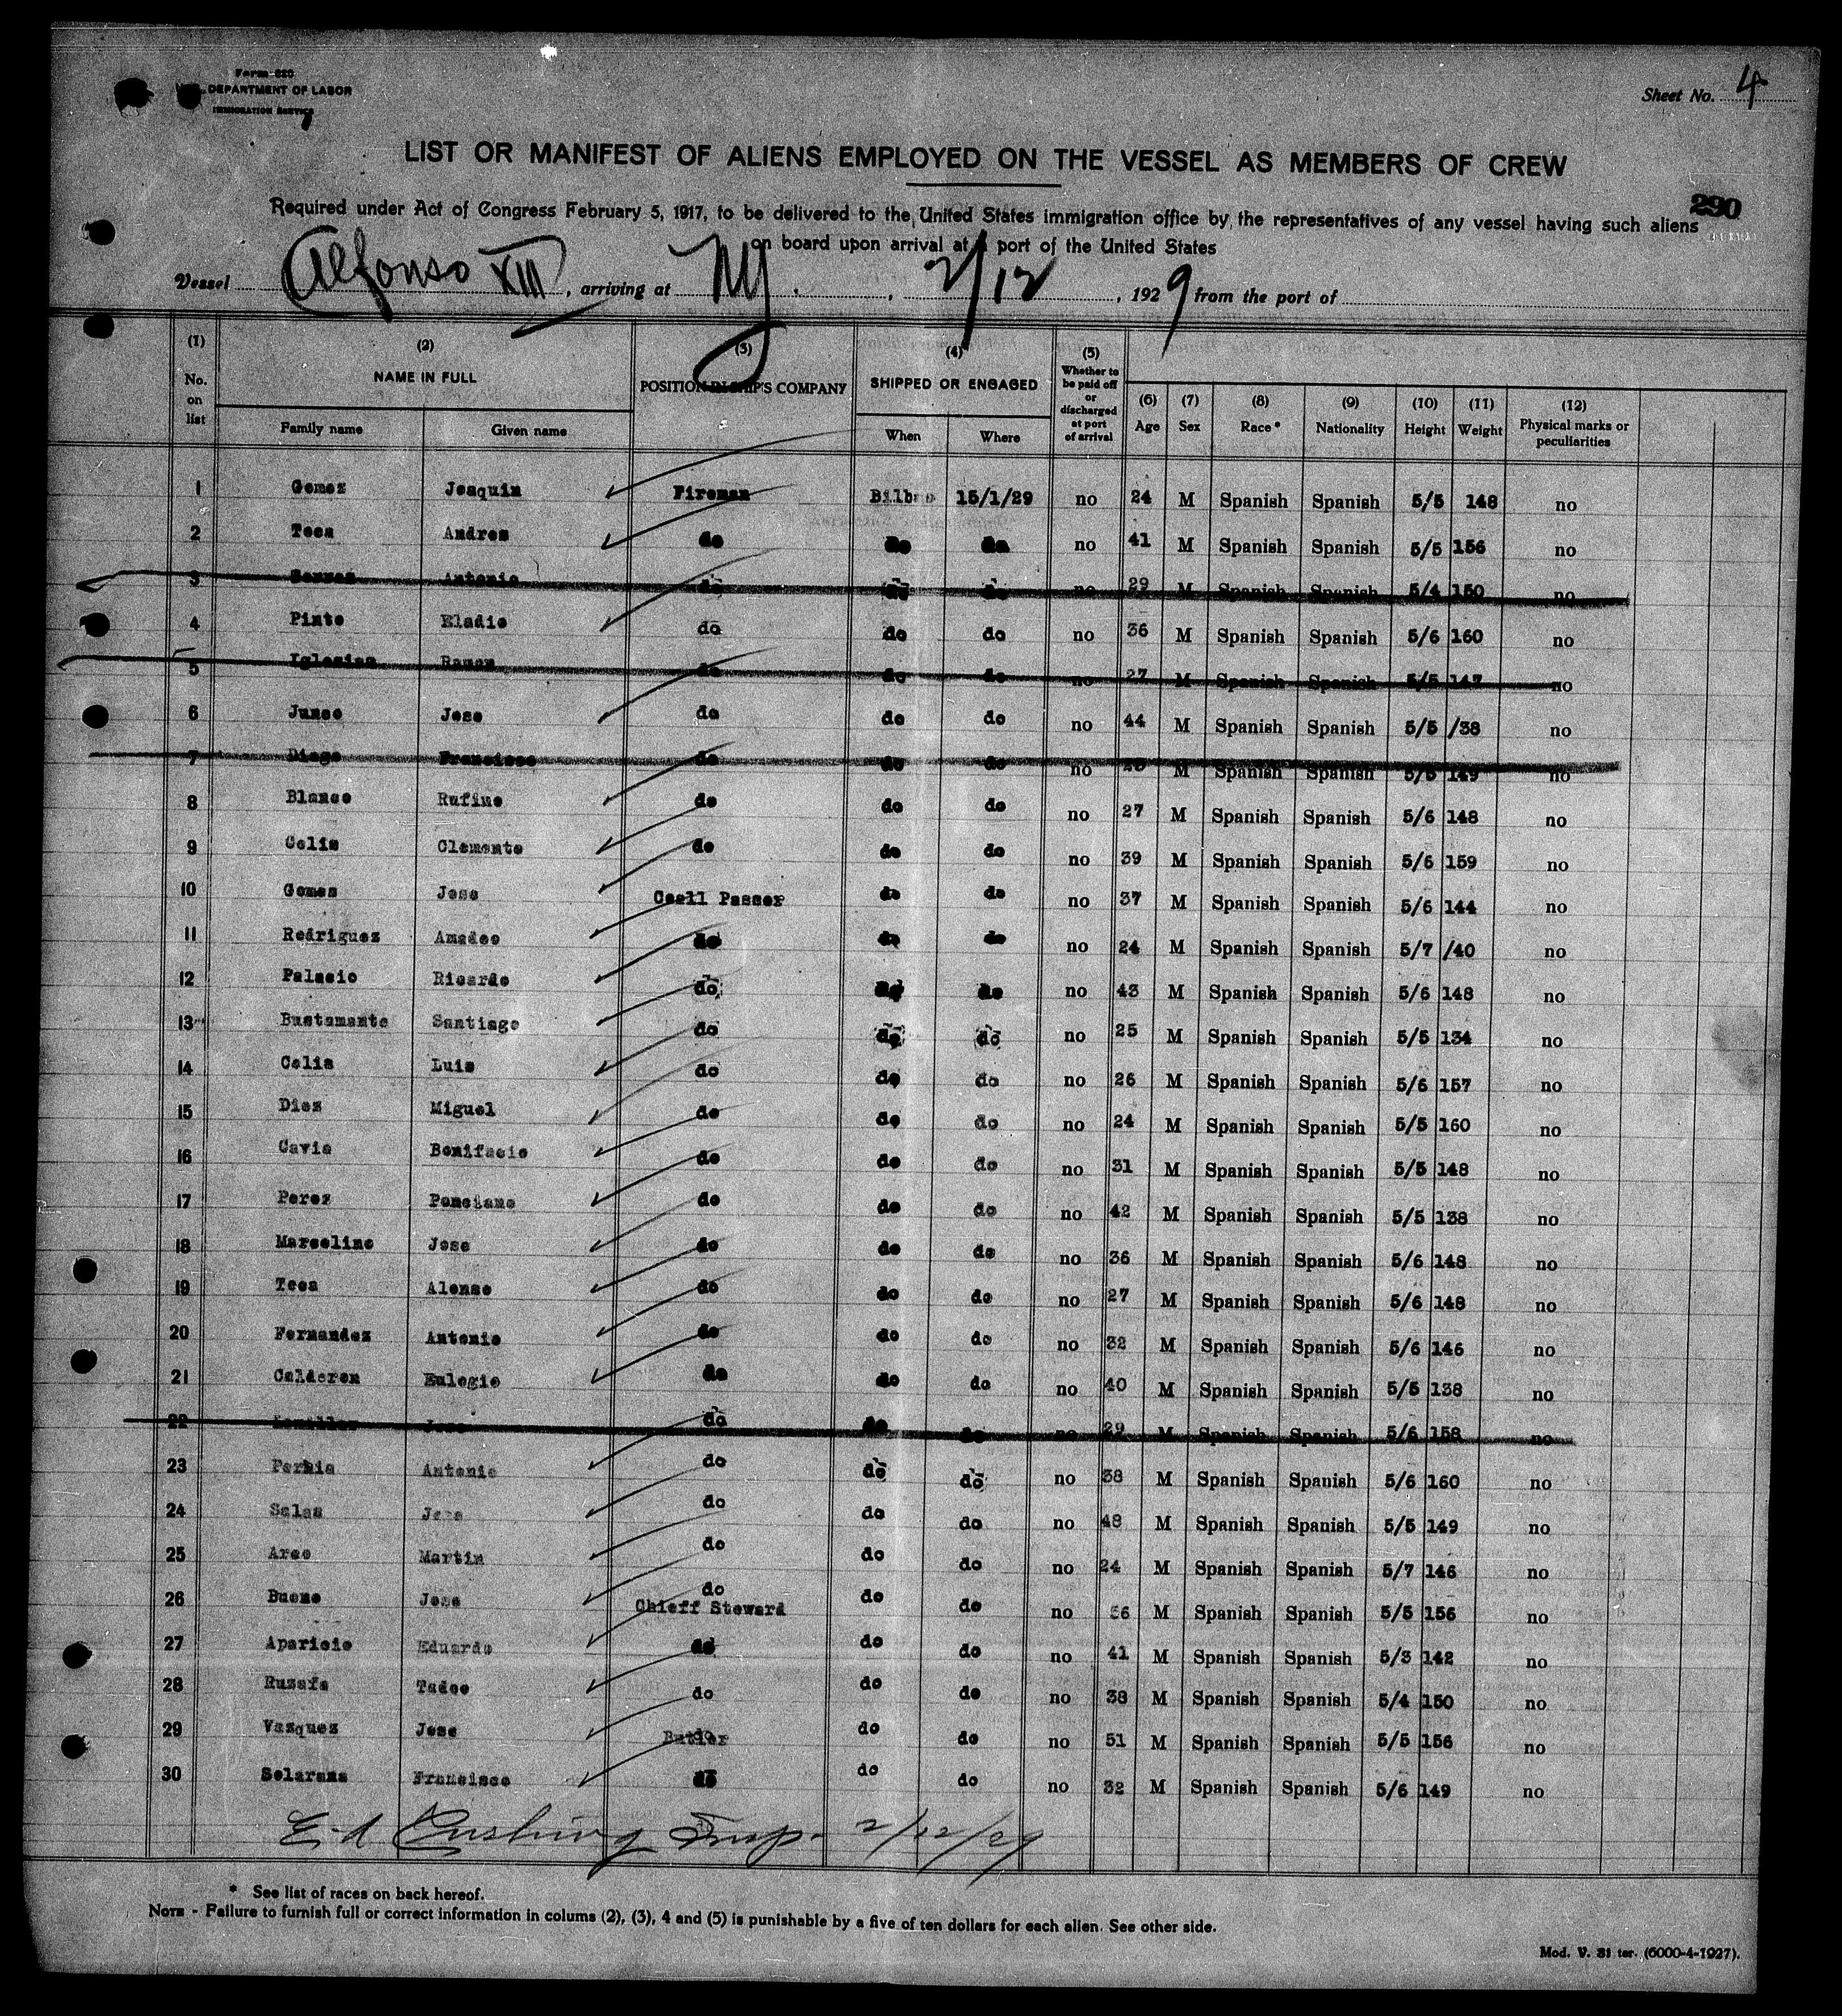 Form 620
DEPARTMENT OF LABOR
IMMIGRATION SERVICE
Sheet No. 4
LIST OR MANIFEST OF ALIENS EMPLOYED ON THE VESSEL AS MEMBERS OF CREW
290
Required under Act of Congress February 5, 1917, to be delivered to the United States immigration office by the representatives of any vessel having such aliens
on board upon arrival at a port of the United States
Vessel Alfonso XIII, arriving at NY, 2/12, 1929 from the port of
(1) No. on list (2) NAME IN FULL Family name Given name (3) POSITION IN SHIP'S COMPANY (4) SHIPPED OR ENGAGED When Where (5) Whether to be paid off or discharged at port of arrival (6) Age (7) Sex (8) Race* (9) Nationality (10) Height (11) Weight (12) Physical marks or peculiarities
1 Gomez Joaquin Fireman Bilbao 15/1/29 no 24 M Spanish Spanish 5/5 148 no
2 Teca Andres do do do no 41 M Spanish Spanish 5/5 156 no
3 Antonio do do do no 29 M Spanish Spanish 5/4 150 no
4 Pinto Eladio do do do no 36 M Spanish Spanish 5/6 160 no
5 Iglesias Ramon do do do no 27 M Spanish Spanish 5/5 147 no
6 Junco Jose do do do no 44 M Spanish Spanish 5/5 /38 no
7 Diego Francisco do do do no M Spanish Spanish 5/5 149 no
8 Blanco Rufino do do do no 27 M Spanish Spanish 5/6 148 no
9 Celis Clemente do do do no 39 M Spanish Spanish 5/6 159 no
10 Gomez Jose Coall Passer do do no 37 M Spanish Spanish 5/6 144 no
11 Rodriguez Amadeo do do do no 24 M Spanish Spanish 5/7 /40 no
12 Palacio Ricardo do do do no 43 M Spanish Spanish 5/6 148 no
13 Bustamante Santiago do do do no 25 M Spanish Spanish 5/5 134 no
14 Celis Luis do do do no 26 M Spanish Spanish 5/6 157 no
15 Diez Miguel do do do no 24 M Spanish Spanish 5/5 160 no
16 Cavia Bonifacio do do do no 31 M Spanish Spanish 5/5 148 no
17 Perez Ponciano do do do no 42 M Spanish Spanish 5/5 138 no
18 Marcelino Jose do do do no 36 M Spanish Spanish 5/6 148 no
19 Teca Alonso do do do no 27 M Spanish Spanish 5/6 148 no
20 Fernandez Antonio do do do no 32 M Spanish Spanish 5/6 146 no
21 Calderon Eulogio do do do no 40 M Spanish Spanish 5/5 138 no
22 Jose do do do no 29 M Spanish Spanish 5/6 158 no
23 Antonio do do do no 38 M Spanish Spanish 5/6 160 no
24 Salas Jose do do do no 48 M Spanish Spanish 5/5 149 no
25 Arce Martin do do do no 24 M Spanish Spanish 5/7 146 no
26 Bueno Jose do Chieff Steward do do no 56 M Spanish Spanish 5/5 156 no
27 Aparicio Eduardo do do do no 41 M Spanish Spanish 5/3 142 no
28 Ruzafa Tadeo do do do no 38 M Spanish Spanish 5/4 150 no
29 Vazquez Jose Butler do do no 51 M Spanish Spanish 5/5 156 no
30 Solarana Francisco do do do no 32 M Spanish Spanish 5/6 149 no
Ed Cushing Insp. 2/12/29
* See list of races on back hereof.
NOTE - Failure to furnish full or correct information in colums (2), (3), 4 and (5) is punishable by a five of ten dollars for each alien. See other side.
Mod. V. 31 ter. (6000-4-1927).